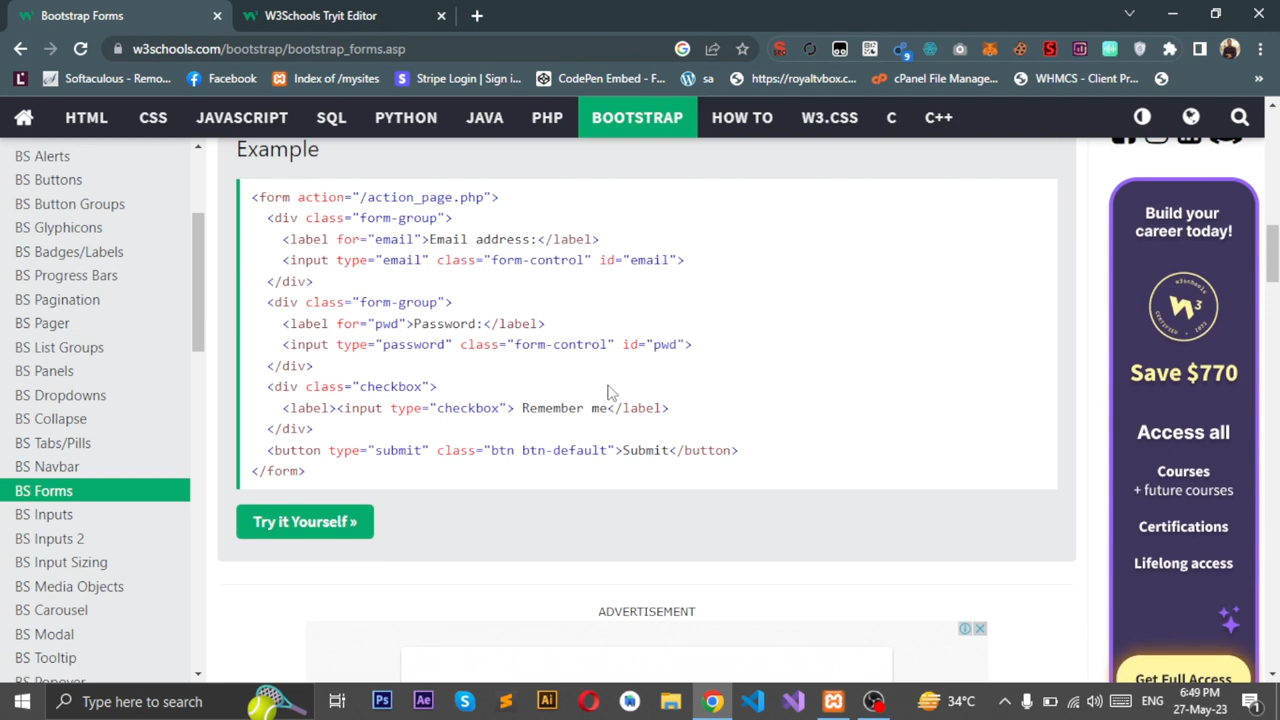 Bootstrap Forms
W3Schools Tryit Editor
w3schools.com/bootstrap/bootstrap_forms.asp
9
Softaculous - Remo...
Facebook
Index of /mysites
Stripe Login | Sign i...
CodePen Embed - F...
sa
https://royaltvbox.c...
cPanel File Manage...
WHMCS - Client Pr...
»
HTML
CSS
JAVASCRIPT
SQL
PYTHON
JAVA
PHP
BOOTSTRAP
HOW TO
W3.CSS
C
C++
BS Alerts
BS Buttons
BS Button Groups
BS Glyphicons
BS Badges/Labels
BS Progress Bars
BS Pagination
BS Pager
BS List Groups
BS Panels
BS Dropdowns
BS Collapse
BS Tabs/Pills
BS Navbar
BS Forms
BS Inputs
BS Inputs 2
BS Input Sizing
BS Media Objects
BS Carousel
BS Modal
BS Tooltip
BS Popover
Example
<form action="/action_page.php">
<div class="form-group">
<label for="email">Email address:</label>
<input type="email" class="form-control" id="email">
</div>
<div class="form-group">
<label for="pwd">Password:</label>
<input type="password" class="form-control" id="pwd">
</div>
<div class="checkbox">
<label><input type="checkbox"> Remember me</label>
</div>
<button type="submit" class="btn btn-default">Submit</button>
</form>
Try it Yourself »
ADVERTISEMENT
Build your
career today!
w3schools
CERTIFIED
Save $770
Access all
Courses
+ future courses
Certifications
Lifelong access
Get Full Access
Type here to search
Ps
Ae
Ai
34°C
ENG
6:49 PM
27-May-23
1